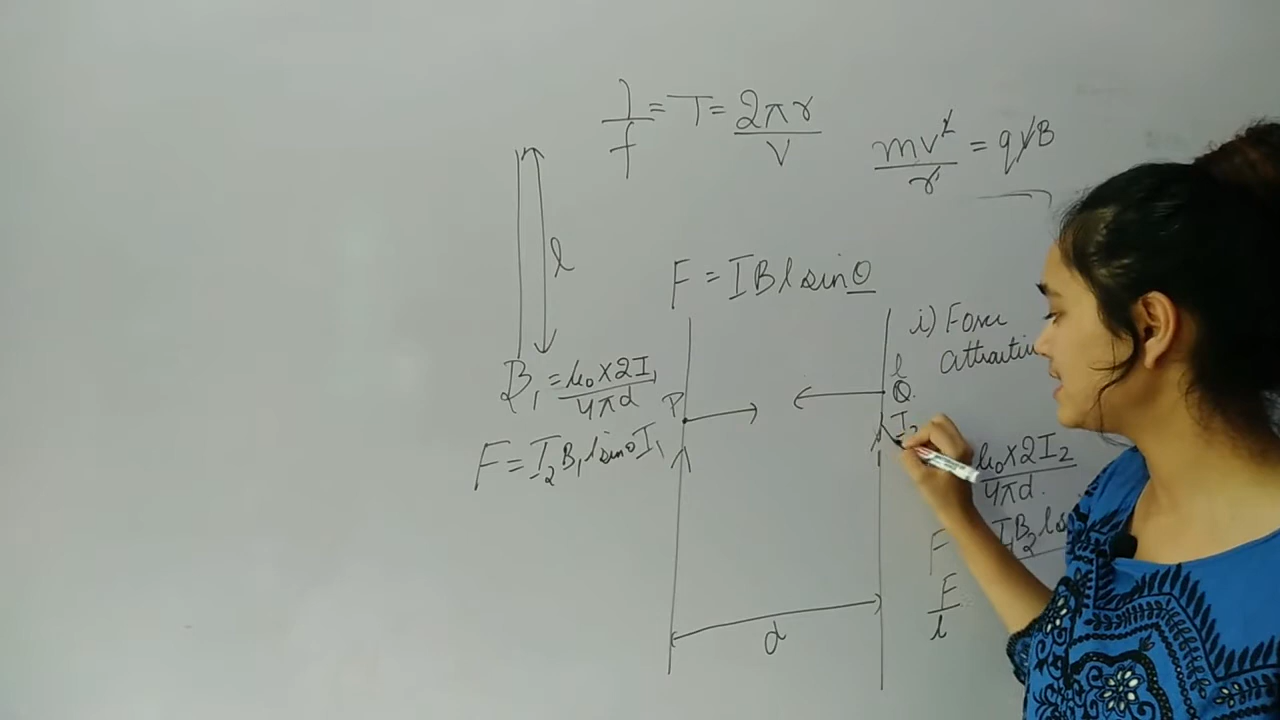 1/f = T = 2πr/v
mv²/r = qvB
l
F = IBl sinθ
i) Force
attractive
B₁ = μ₀×2I₁/4πd
P
l
Q
F = I₂B₁l sinθ
I₁
I₂
μ₀×2I₂/4πd
F
I₁B₂ls
F/l
d